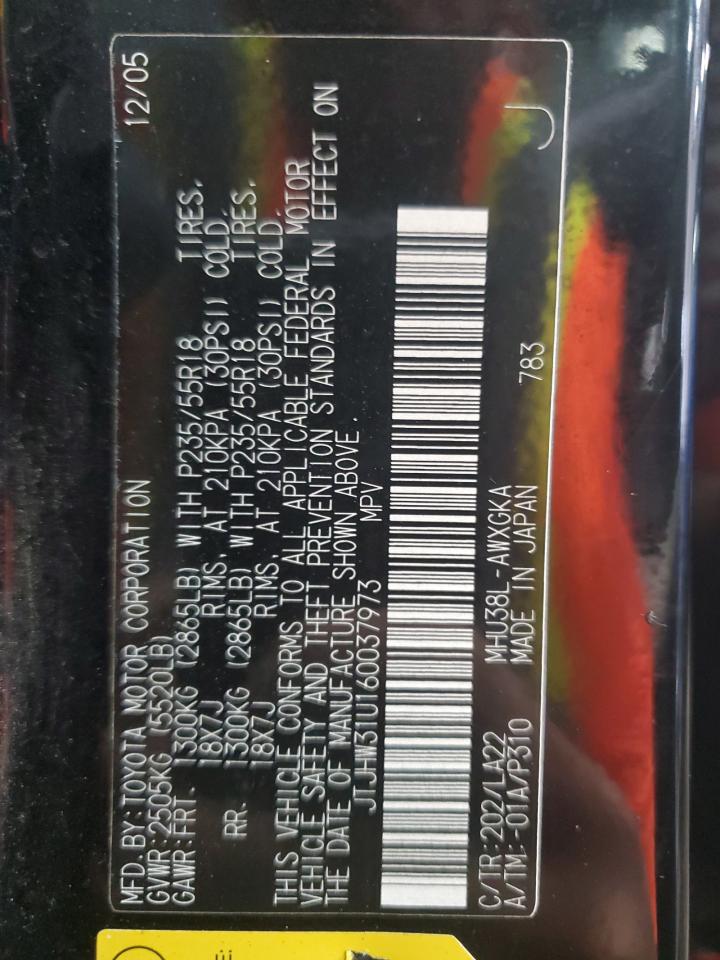 MFD. BY: TOYOTA MOTOR CORPORATION 12/05
GVWR: 2505KG (5520LB)
GAWR: FRT. 1300KG (2865LB) WITH P235/55R18 TIRES,
18X7J RIMS, AT 210KPA (30PSI) COLD.
RR. 1300KG (2865LB) WITH P235/55R18 TIRES,
18X7J RIMS, AT 210KPA (30PSI) COLD.
THIS VEHICLE CONFORMS TO ALL APPLICABLE FEDERAL MOTOR
VEHICLE SAFETY AND THEFT PREVENTION STANDARDS IN EFFECT ON
THE DATE OF MANUFACTURE SHOWN ABOVE.
JTJHW31U160037973 MPV
C/TR: 202/LA22 MHU38L-AWXGKA
A/TM: -01A/P310 MADE IN JAPAN 783 J